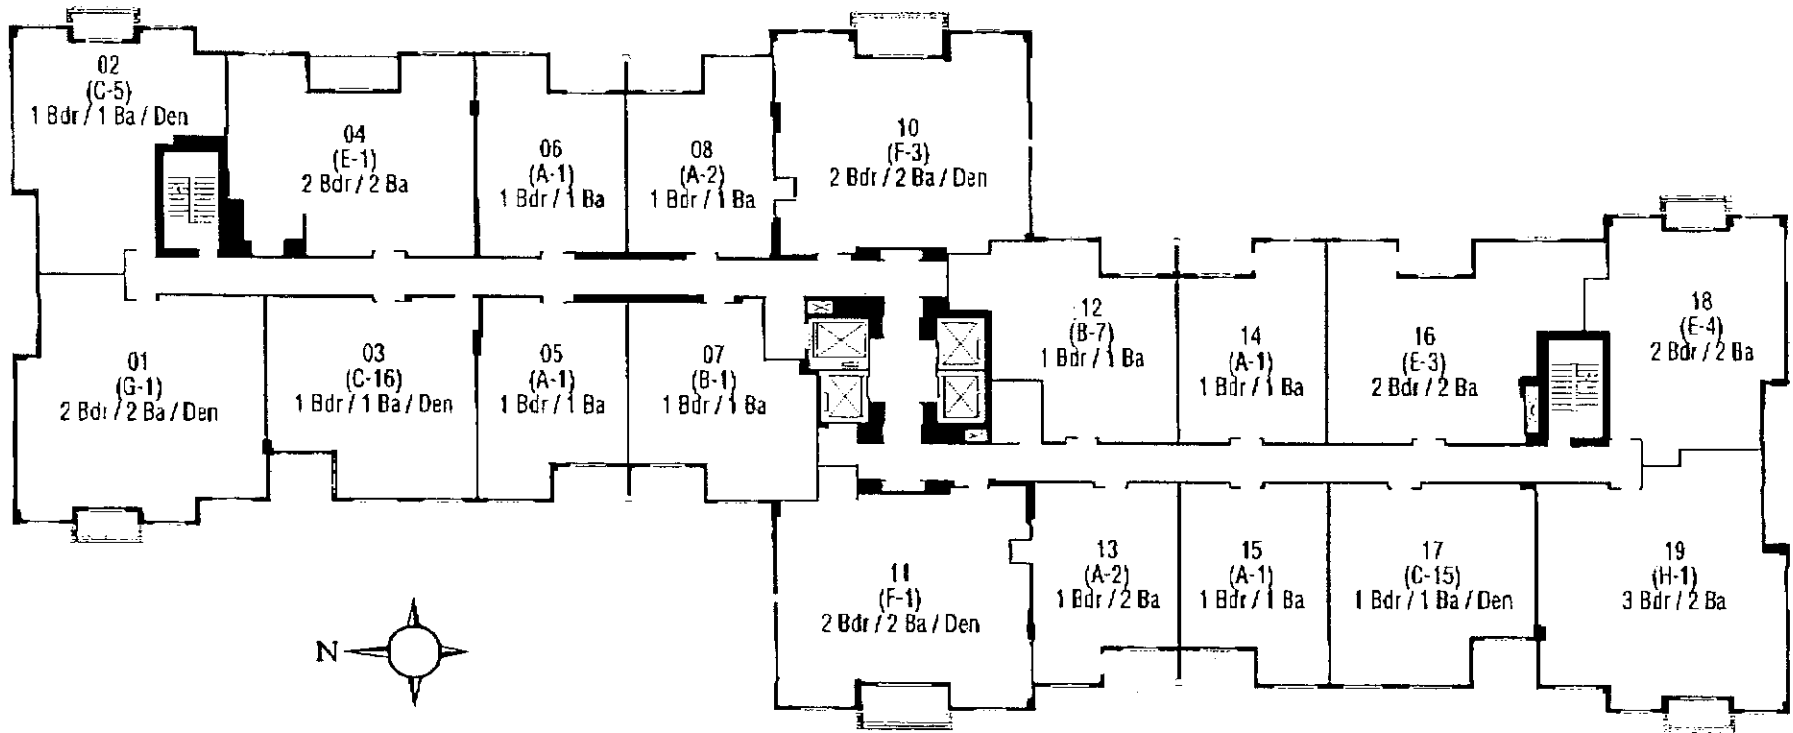 02
(C-5)
1 Bdr / 1 Ba / Den
04
(E-1)
2 Bdr / 2 Ba
06
(A-1)
1 Bdr / 1 Ba
08
(A-2)
1 Bdr / 1 Ba
10
(F-3)
2 Bdr / 2 Ba / Den
01
(G-1)
2 Bdr / 2 Ba / Den
03
(C-16)
1 Bdr / 1 Ba / Den
05
(A-1)
1 Bdr / 1 Ba
07
(B-1)
1 Bdr / 1 Ba
12
(B-7)
1 Bdr / 1 Ba
14
(A-1)
1 Bdr / 1 Ba
16
(E-3)
2 Bdr / 2 Ba
18
(E-4)
2 Bdr / 2 Ba
11
(F-1)
2 Bdr / 2 Ba / Den
13
(A-2)
1 Bdr / 2 Ba
15
(A-1)
1 Bdr / 1 Ba
17
(C-15)
1 Bdr / 1 Ba / Den
19
(H-1)
3 Bdr / 2 Ba
N